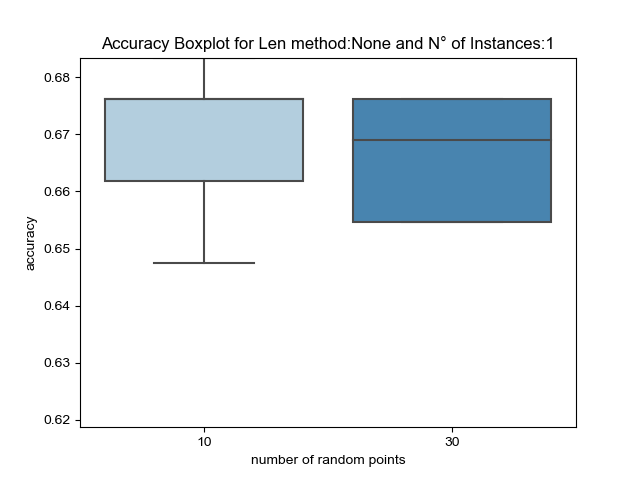 Accuracy Boxplot for Len method:None and N° of Instances:1
0.68
0.67
0.66
0.65
0.64
0.63
0.62
accuracy
10 30
number of random points